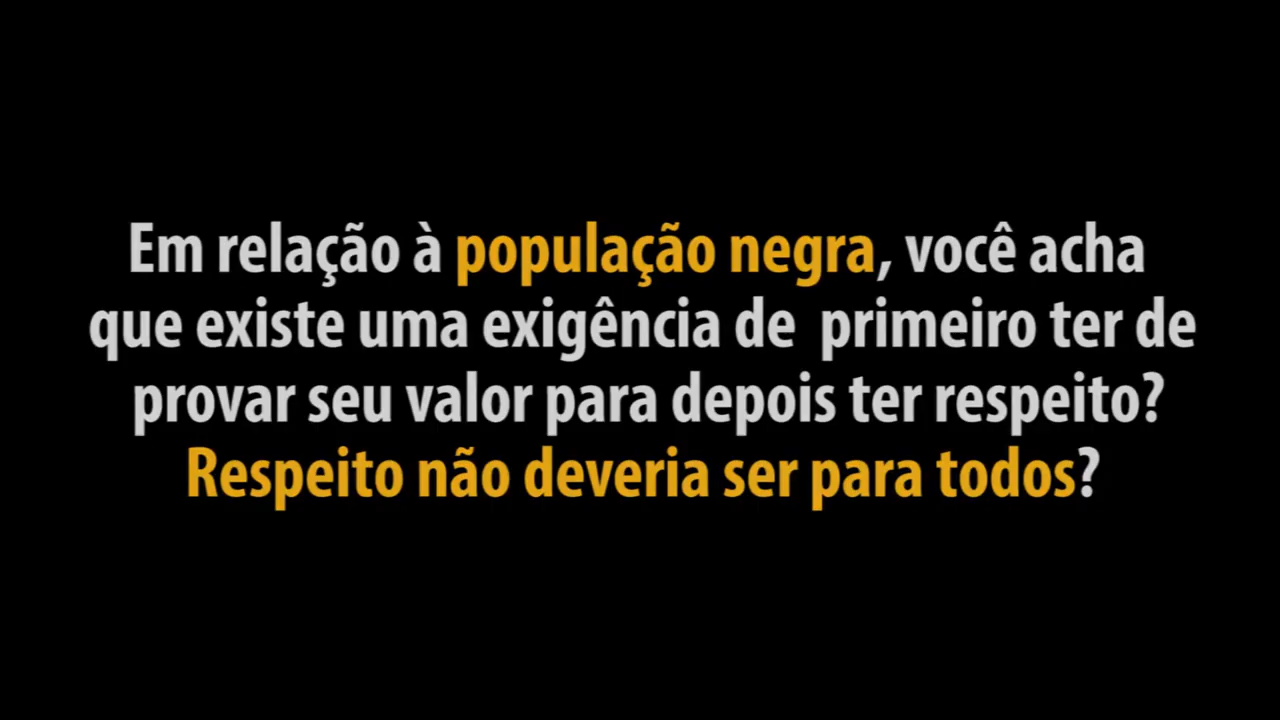 Em relação à população negra, você acha
que existe uma exigência de primeiro ter de
provar seu valor para depois ter respeito?
Respeito não deveria ser para todos?